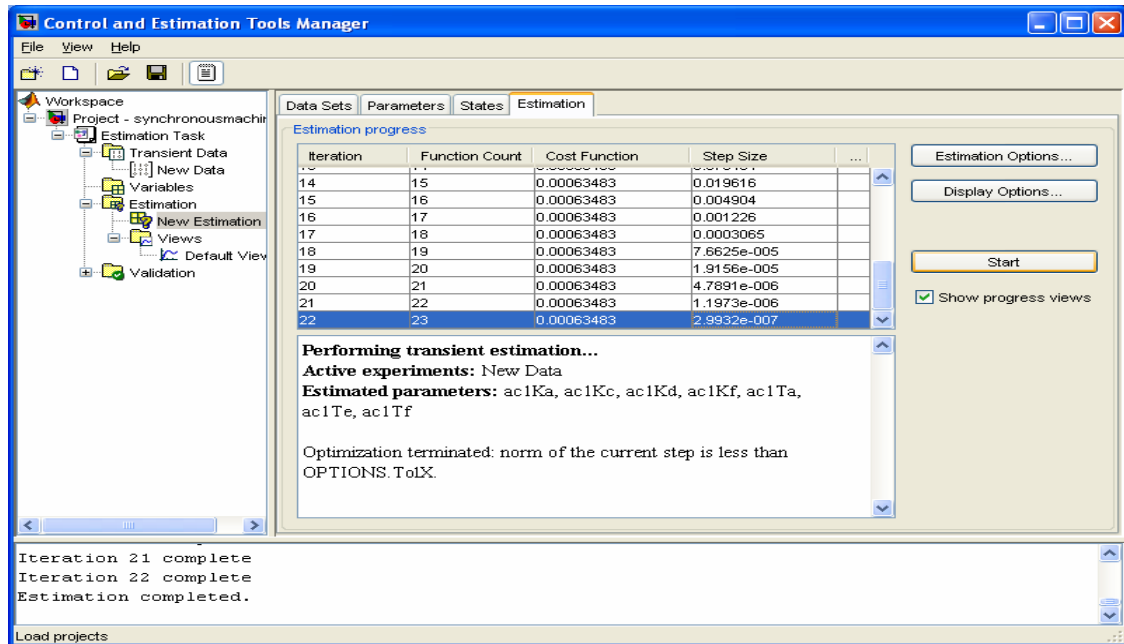 Control and Estimation Tools Manager
File View Help
Workspace
Project - synchronousmachir
Estimation Task
Transient Data
New Data
Variables
Estimation
New Estimation
Views
Default View
Validation
Data Sets Parameters States Estimation
Estimation progress
Iteration Function Count Cost Function Step Size ...
14 15 0.00063483 0.019616
15 16 0.00063483 0.004904
16 17 0.00063483 0.001226
17 18 0.00063483 0.0003065
18 19 0.00063483 7.6625e-005
19 20 0.00063483 1.9156e-005
20 21 0.00063483 4.7891e-006
21 22 0.00063483 1.1973e-006
22 23 0.00063483 2.9932e-007
Estimation Options...
Display Options...
Start
Show progress views
Performing transient estimation...
Active experiments: New Data
Estimated parameters: ac1Ka, ac1Kc, ac1Kd, ac1Kf, ac1Ta,
ac1Te, ac1Tf
Optimization terminated: norm of the current step is less than
OPTIONS.TolX.
Iteration 21 complete
Iteration 22 complete
Estimation completed.
Load projects